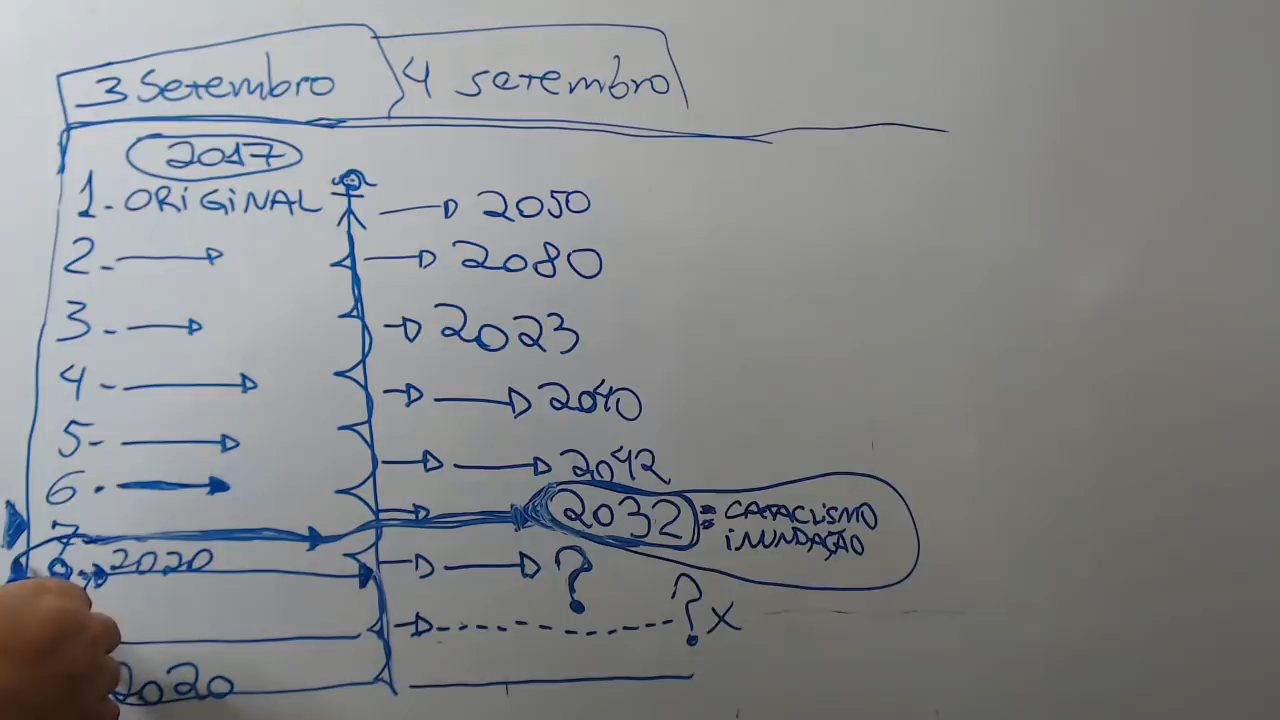 3 Setembro
4 setembro
2017
1. ORIGINAL 2050
2. 2080
3. 2023
4. 2040
5- 2042
6. 2032 = CATACLISMO
INUNDAÇÃO
7
2020 ?
? X
2020